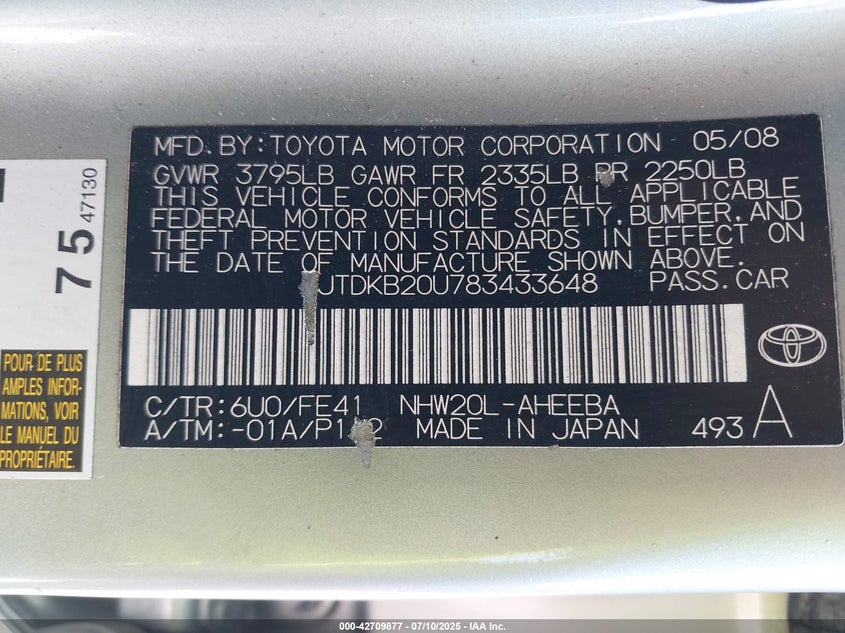 MFD. BY: TOYOTA MOTOR CORPORATION 05/08
GVWR 3795LB GAWR FR 2335LB RR 2250LB
THIS VEHICLE CONFORMS TO ALL APPLICABLE
FEDERAL MOTOR VEHICLE SAFETY, BUMPER, AND
THEFT PREVENTION STANDARDS IN EFFECT ON
THE DATE OF MANUFACTURE SHOWN ABOVE.
JTDKB20U783433648 PASS. CAR
C/TR: 6U0/FE41 NHW20L-AHEEBA
A/TM: -01A/P112 MADE IN JAPAN 493 A
75 47130
POUR DE PLUS
AMPLES INFOR-
MATIONS, VOIR
LE MANUEL DU
PROPRIÉTAIRE.
000-42709877 - 07/10/2025 - IAA Inc.